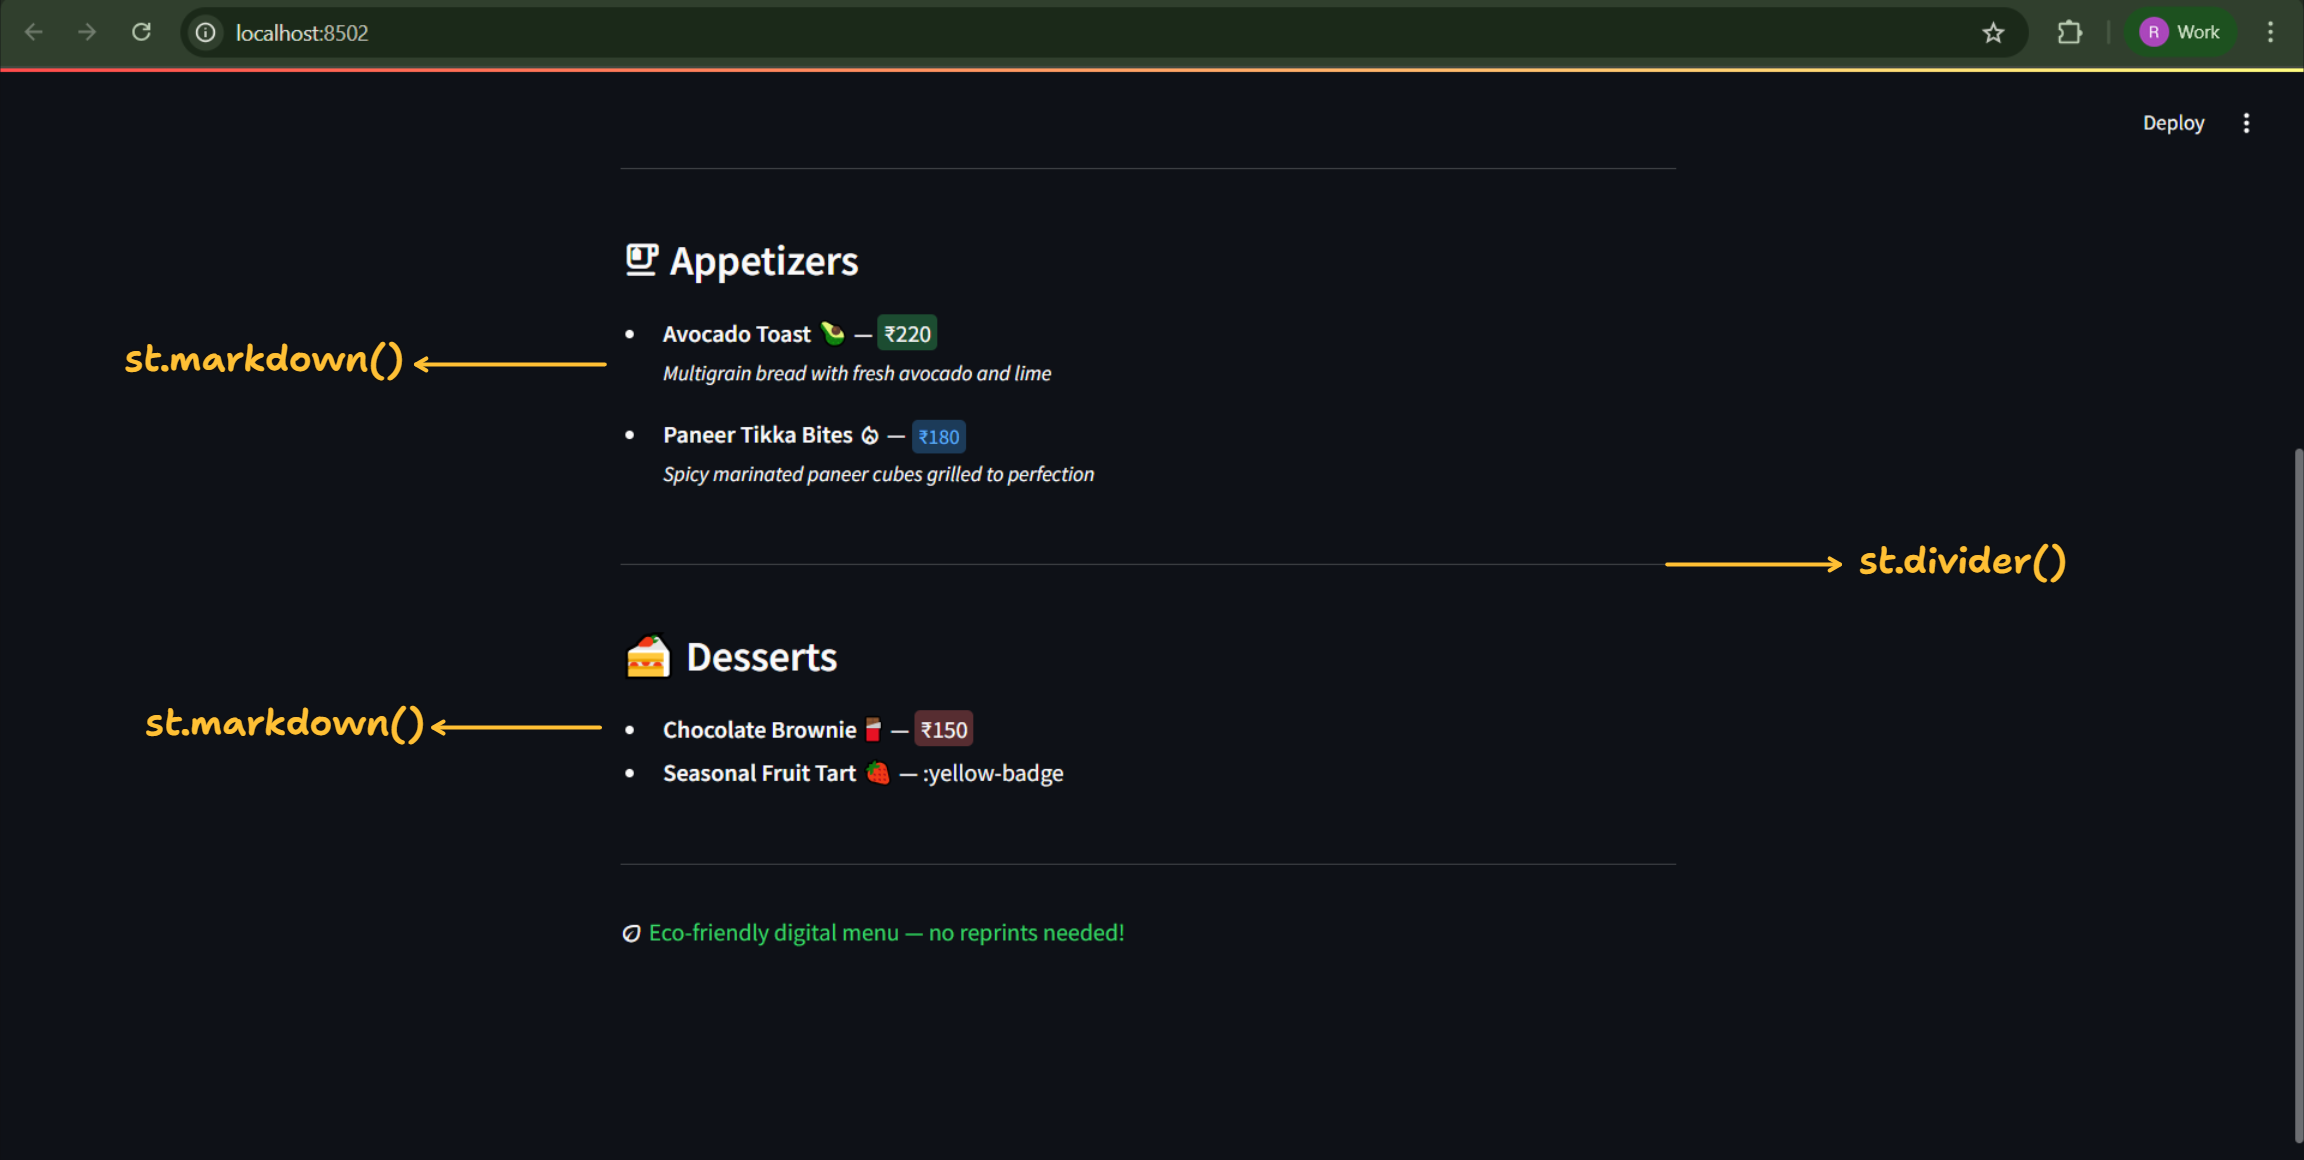 localhost:8502
R Work
Deploy
Appetizers
Avocado Toast 🥑 — ₹220
Multigrain bread with fresh avocado and lime
st.markdown()
Paneer Tikka Bites — ₹180
Spicy marinated paneer cubes grilled to perfection
st.divider()
🍰 Desserts
st.markdown()
Chocolate Brownie 🍫 — ₹150
Seasonal Fruit Tart 🍓 — :yellow-badge
Eco-friendly digital menu — no reprints needed!